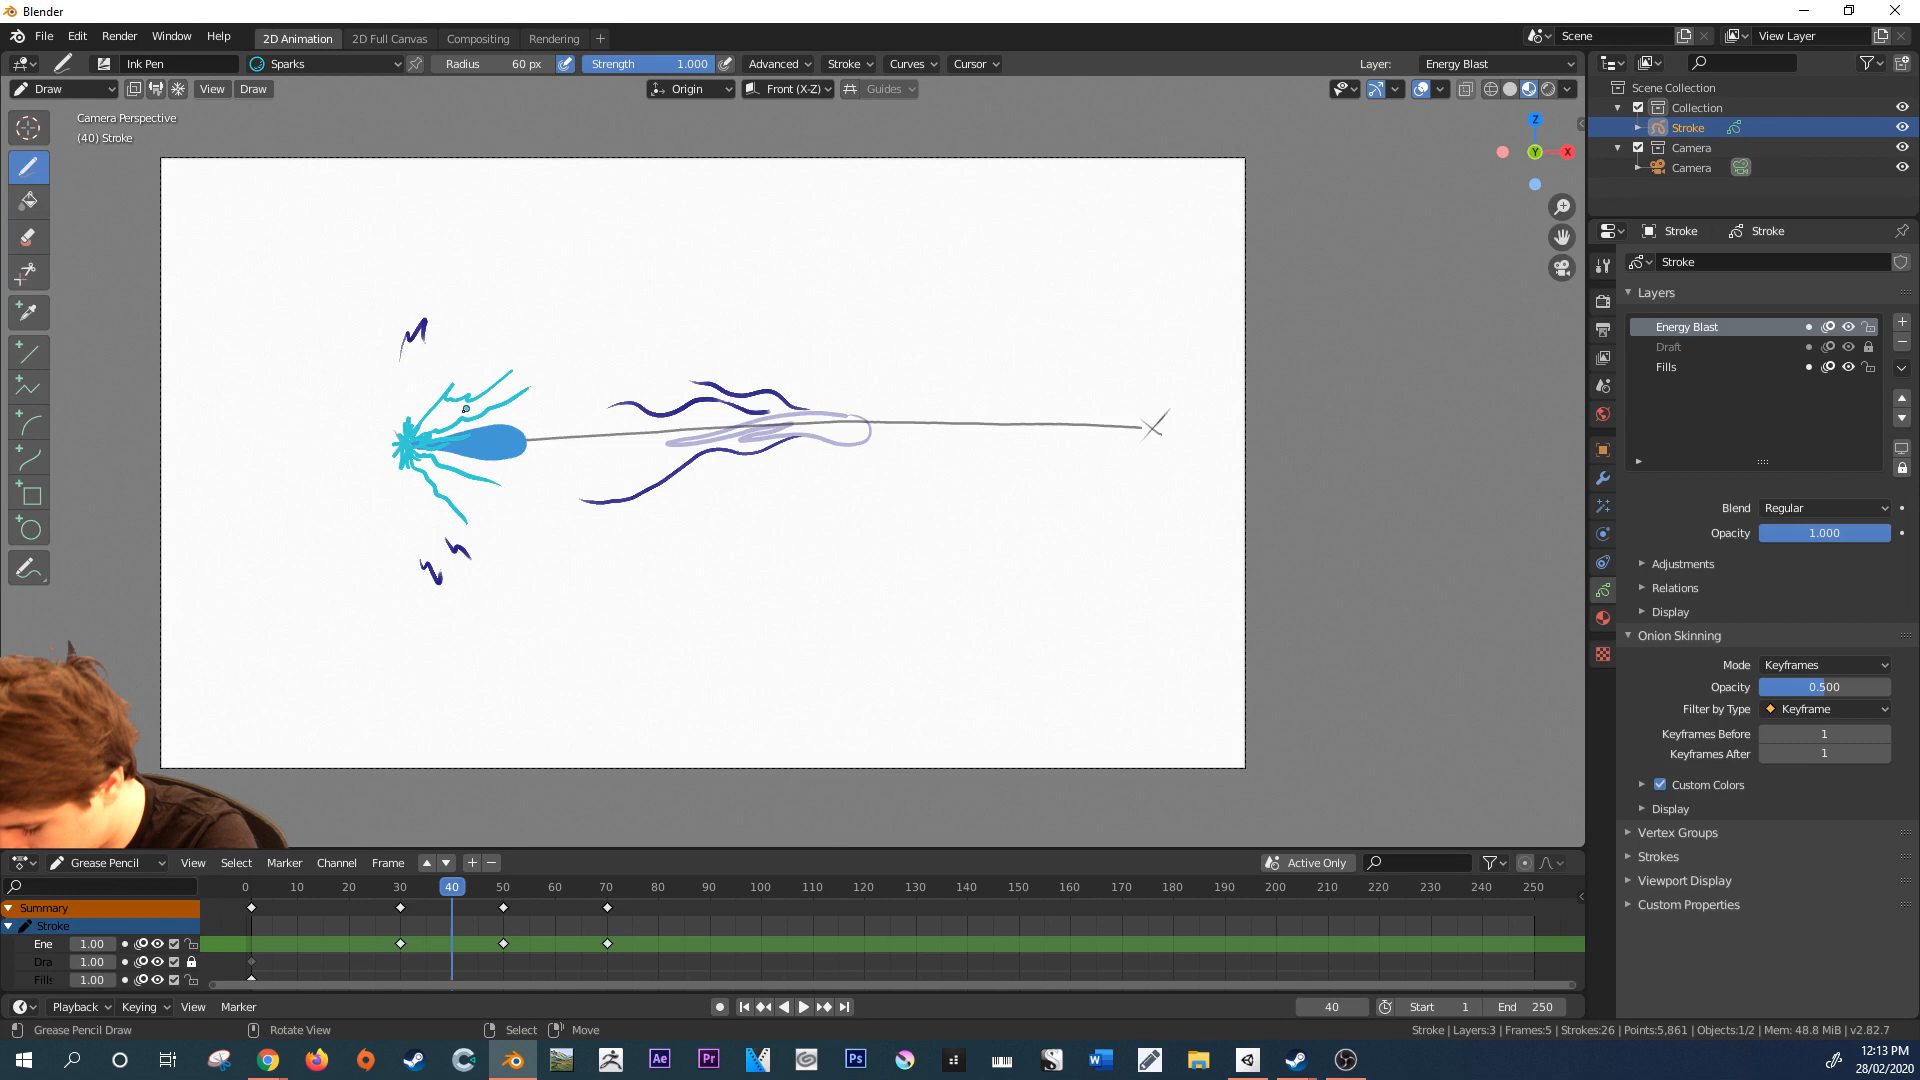 Blender
File Edit Render Window Help 2D Animation 2D Full Canvas Compositing Rendering + Scene View Layer
Ink Pen Sparks Radius 60 px Strength 1.000 Advanced Stroke Curves Cursor Layer: Energy Blast
Draw View Draw Origin Front (X-Z) Guides
Camera Perspective
(40) Stroke
Z
Y X
Scene Collection
Collection
Stroke
Camera
Camera
Stroke Stroke
Stroke
Layers
Energy Blast
Draft
Fills
Blend Regular
Opacity 1.000
Adjustments
Relations
Display
Onion Skinning
Mode Keyframes
Opacity 0.500
Filter by Type Keyframe
Keyframes Before 1
Keyframes After 1
Custom Colors
Display
Vertex Groups
Strokes
Viewport Display
Custom Properties
Grease Pencil View Select Marker Channel Frame Active Only
0 10 20 30 40 50 60 70 80 90 100 110 120 130 140 150 160 170 180 190 200 210 220 230 240 250
Summary
Stroke
Ene 1.00
Dra 1.00
Fills 1.00
Playback Keying View Marker 40 Start 1 End 250
Grease Pencil Draw Rotate View Select Move Stroke | Layers:3 | Frames:5 | Strokes:26 | Points:5,861 | Objects:1/2 | Mem: 48.8 MiB | v2.82.7
Ae Pr Ps
12:13 PM
28/02/2020